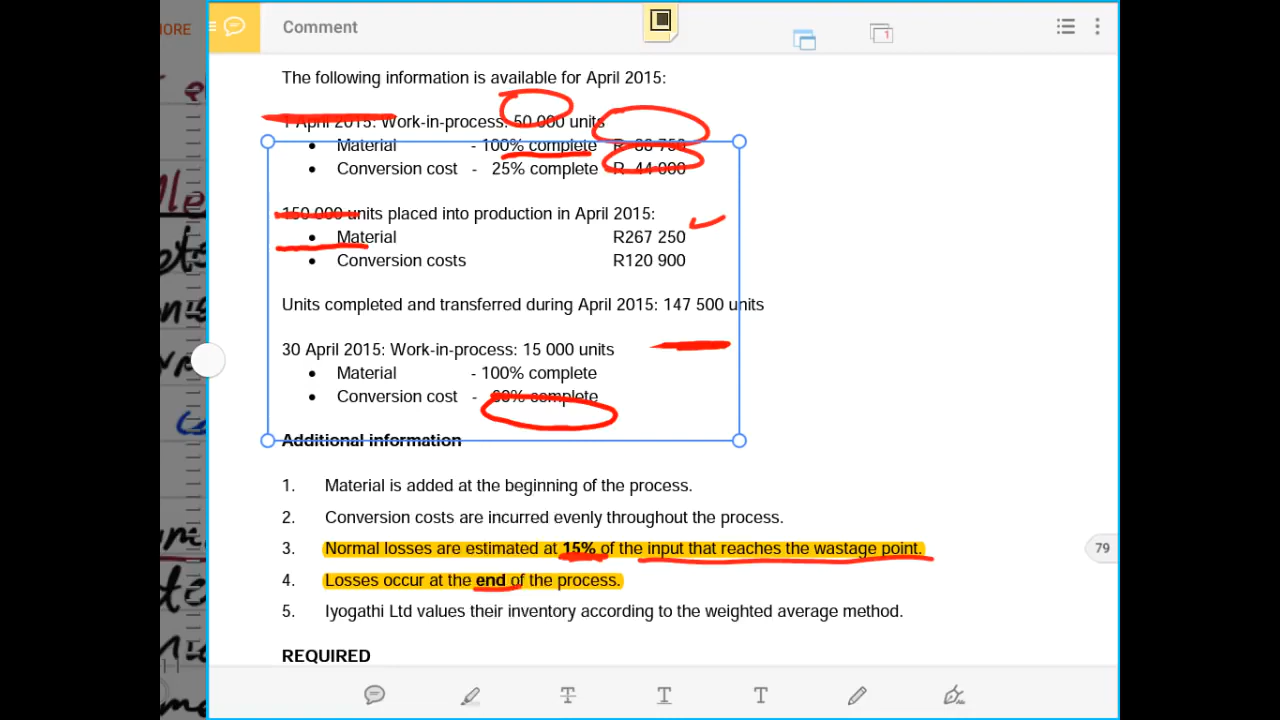 ORE
Comment
1
The following information is available for April 2015:
1 April 2015: Work-in-process: 50 000 units
• Material - 100% complete R
• Conversion cost - 25% complete R 44 000
150 000 units placed into production in April 2015:
• Material R267 250
• Conversion costs R120 900
Units completed and transferred during April 2015: 147 500 units
30 April 2015: Work-in-process: 15 000 units
• Material - 100% complete
• Conversion cost - complete
Additional information
1. Material is added at the beginning of the process.
2. Conversion costs are incurred evenly throughout the process.
3. Normal losses are estimated at 15% of the input that reaches the wastage point.
79
4. Losses occur at the end of the process.
5. Iyogathi Ltd values their inventory according to the weighted average method.
REQUIRED